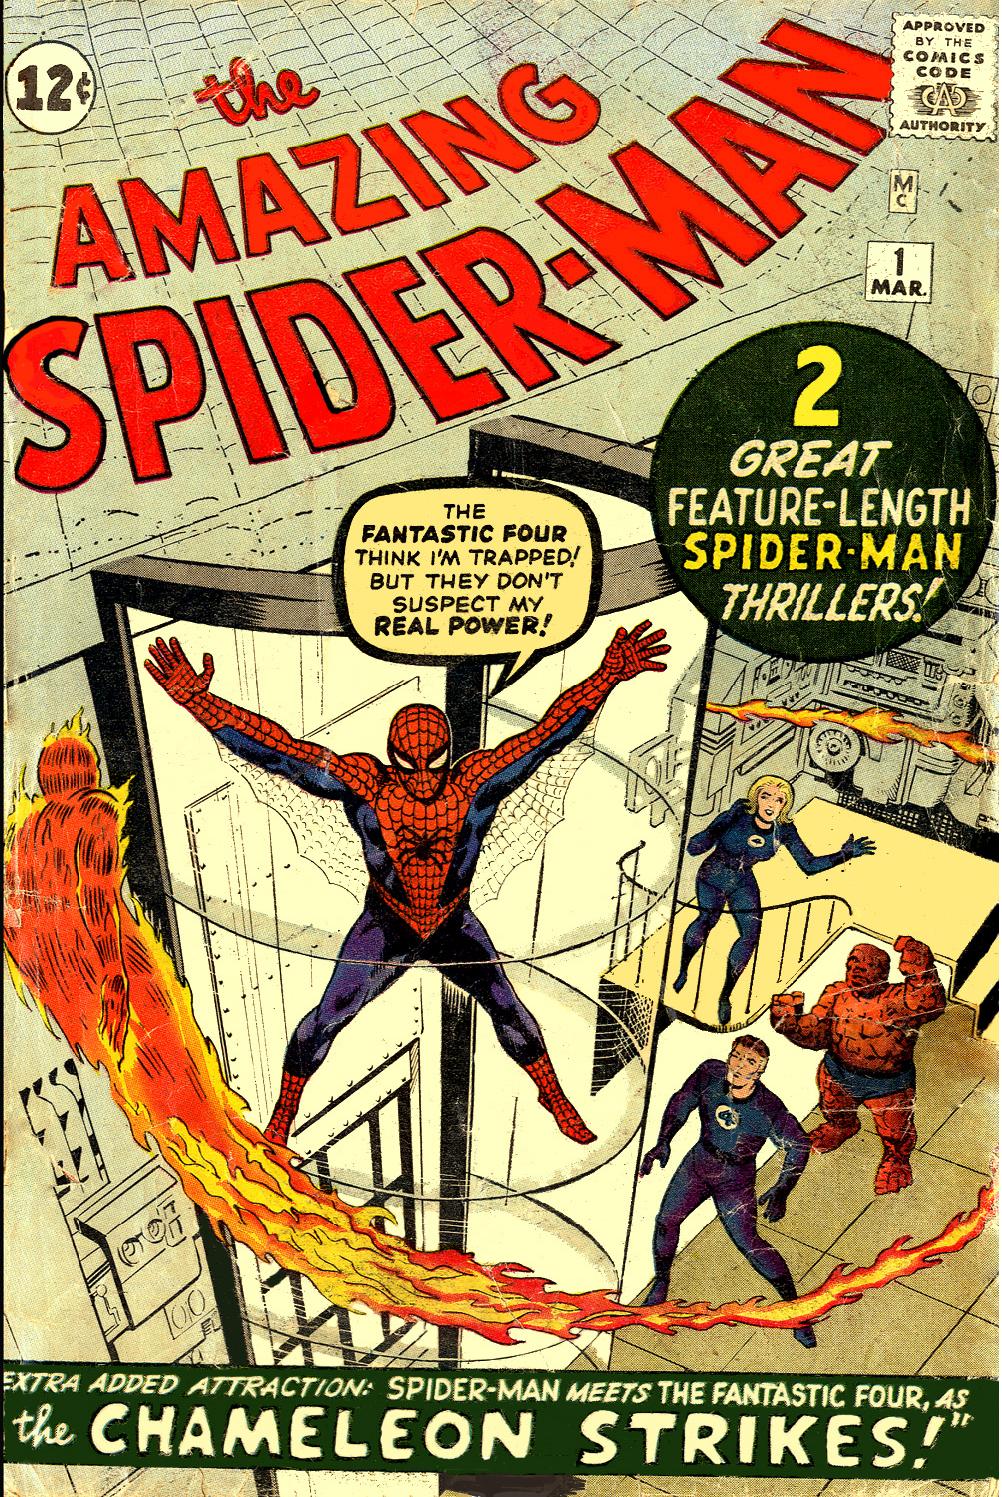 12¢
the
AMAZING
SPIDER-MAN
APPROVED
BY THE
COMICS
CODE
CA
AUTHORITY
M
C
1
MAR.
2
GREAT
FEATURE-LENGTH
SPIDER-MAN
THRILLERS!
THE
FANTASTIC FOUR
THINK I'M TRAPPED!
BUT THEY DON'T
SUSPECT MY
REAL POWER!
4
EXTRA ADDED ATTRACTION: SPIDER-MAN MEETS THE FANTASTIC FOUR, AS
the CHAMELEON STRIKES!"